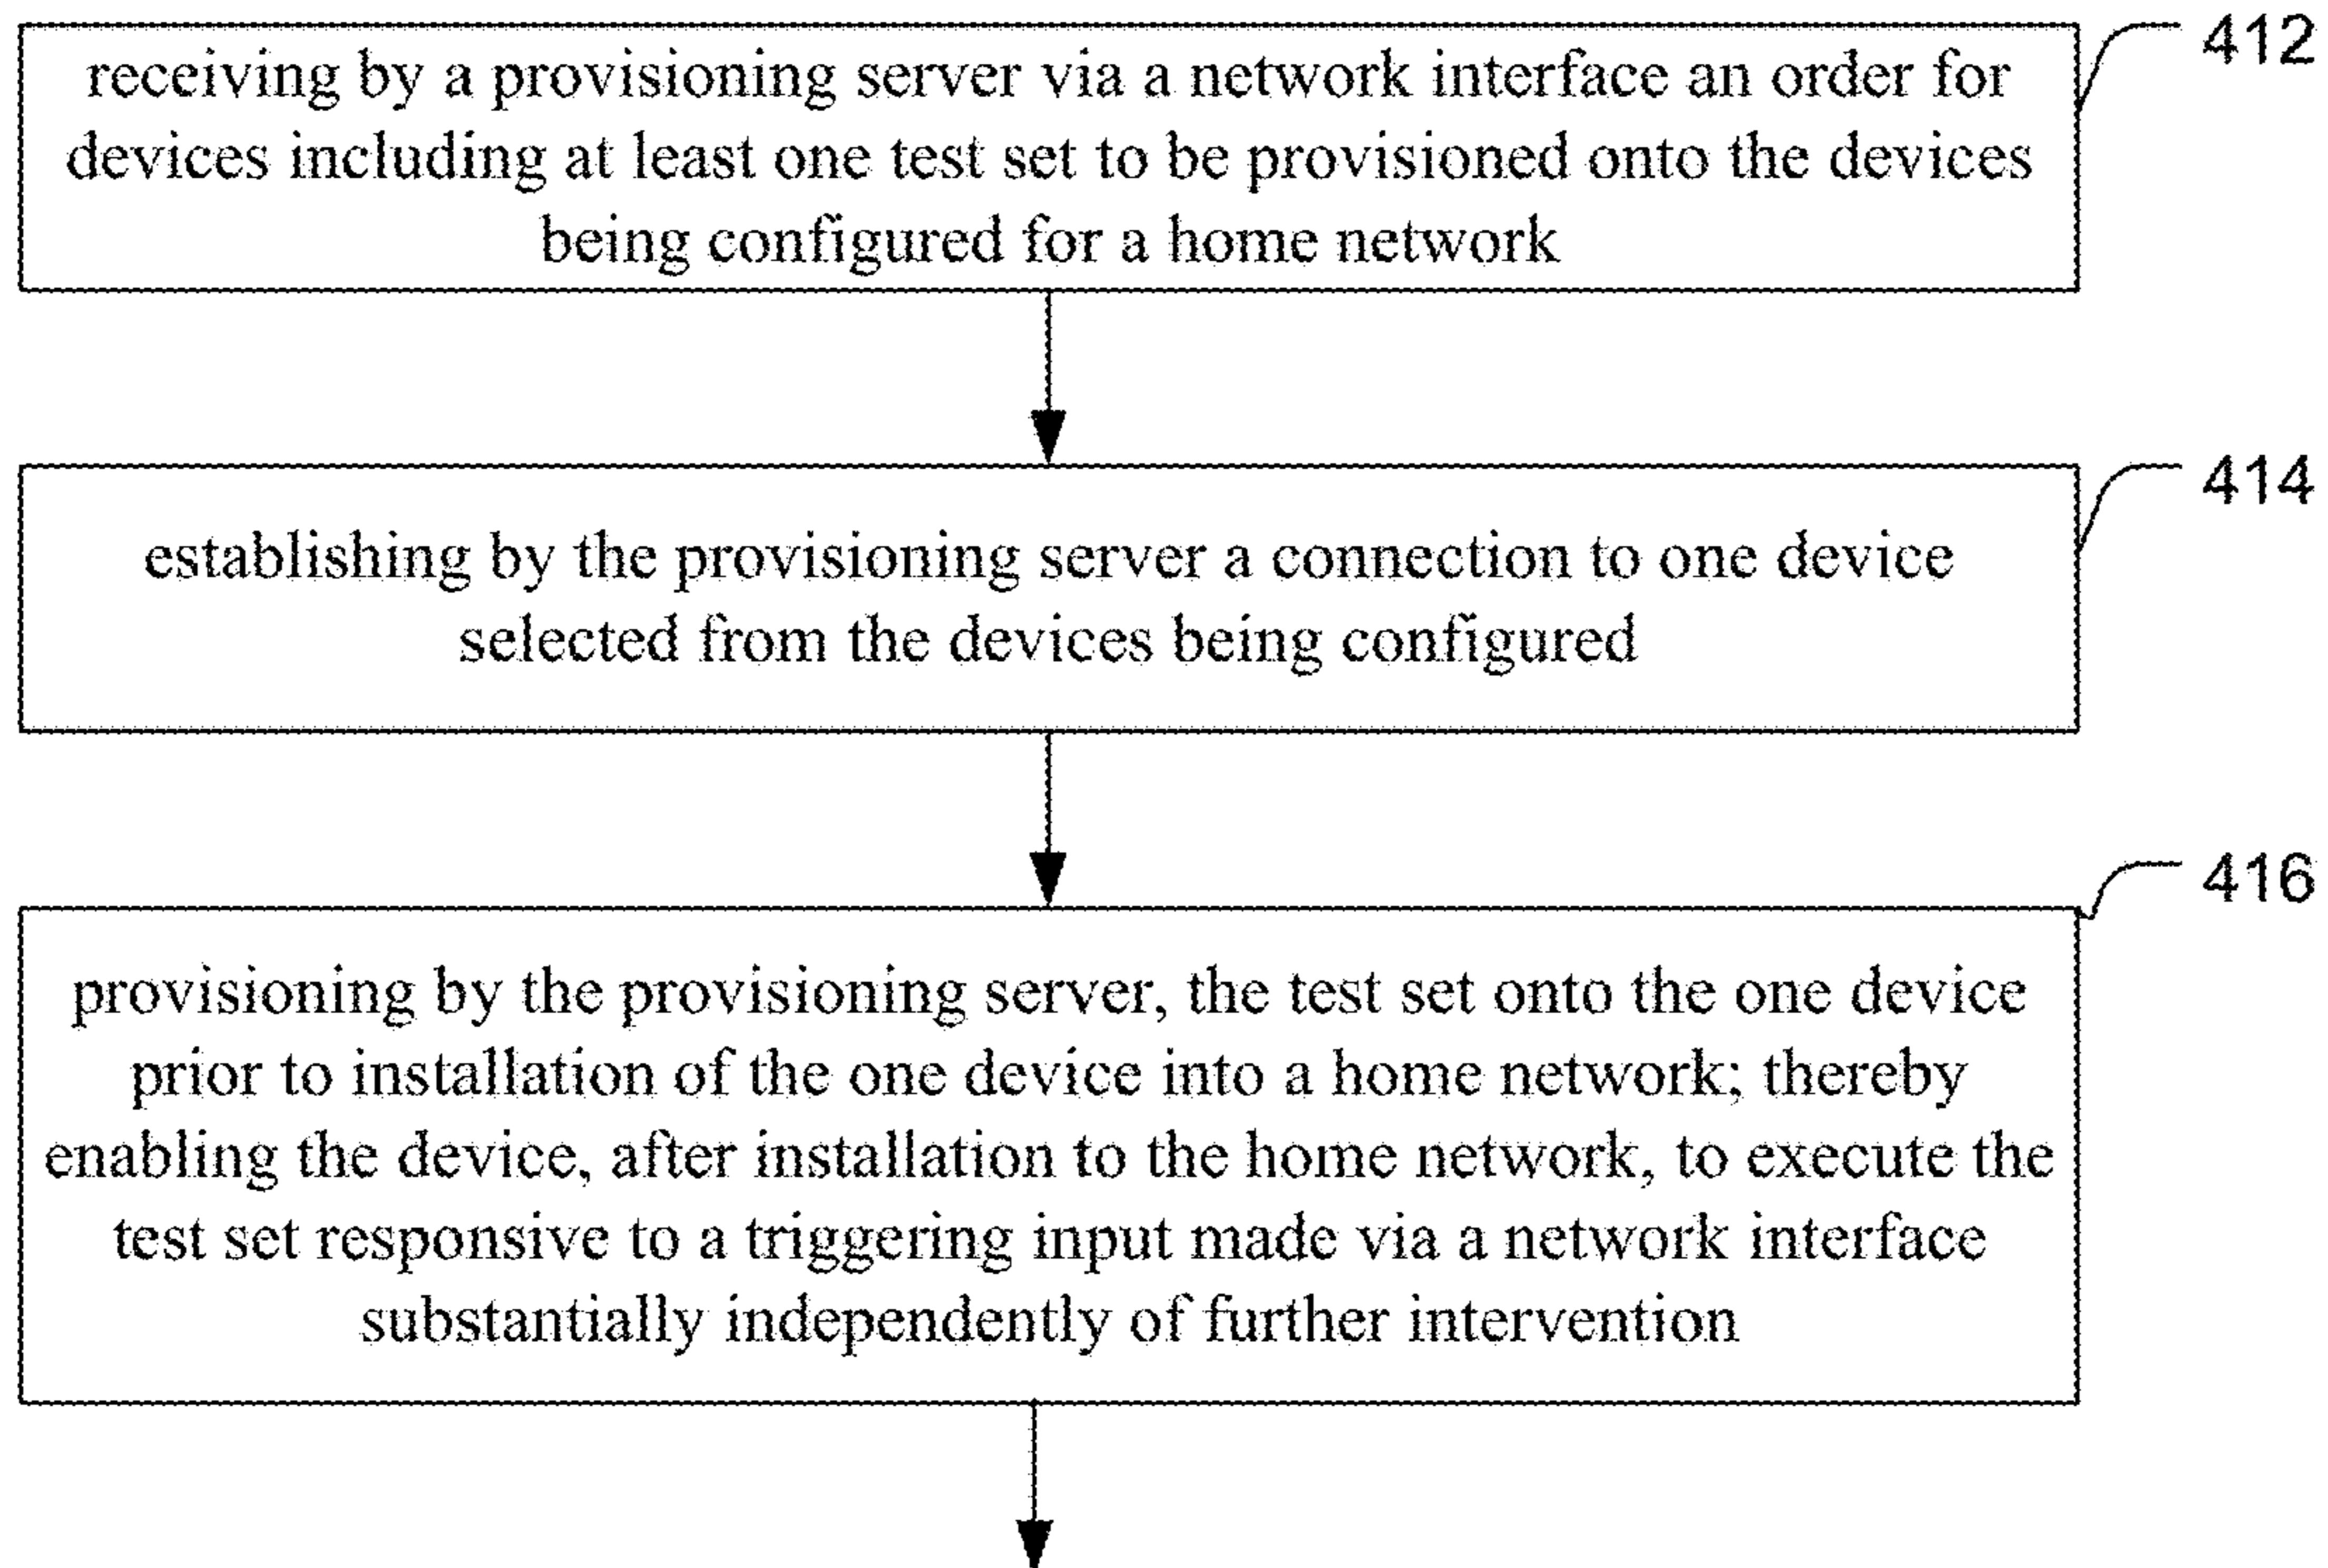 412
receiving by a provisioning server via a network interface an order for
devices including at least one test set to be provisioned onto the devices
being configured for a home network
414
establishing by the provisioning server a connection to one device
selected from the devices being configured
416
provisioning by the provisioning server, the test set onto the one device
prior to installation of the one device into a home network; thereby
enabling the device, after installation to the home network, to execute the
test set responsive to a triggering input made via a network interface
substantially independently of further intervention